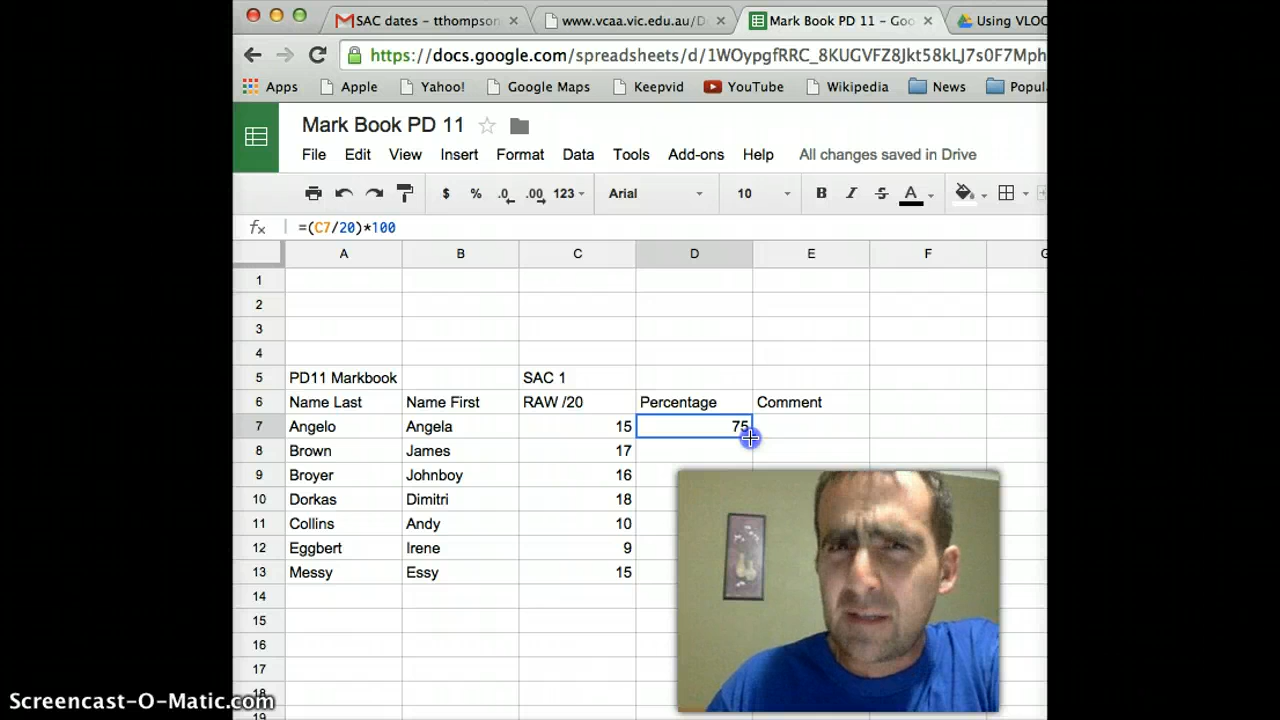 SAC dates - tthompson
www.vcaa.vic.edu.au/D
Mark Book PD 11 - Goo
Using VLOO
https://docs.google.com/spreadsheets/d/1WOypgfRRC_8KUGVFZ8Jkt58kLJ7s0F7Mph
Apps Apple Yahoo! Google Maps Keepvid YouTube Wikipedia News Popul
Mark Book PD 11
File Edit View Insert Format Data Tools Add-ons Help All changes saved in Drive
$ % .0 .00 123 Arial 10 B I S A
fx =(C7/20)*100
A B C D E F G
1
2
3
4
5 PD11 Markbook SAC 1
6 Name Last Name First RAW /20 Percentage Comment
7 Angelo Angela 15 75
8 Brown James 17
9 Broyer Johnboy 16
10 Dorkas Dimitri 18
11 Collins Andy 10
12 Eggbert Irene 9
13 Messy Essy 15
14
15
16
17
18
19
Screencast-O-Matic.com